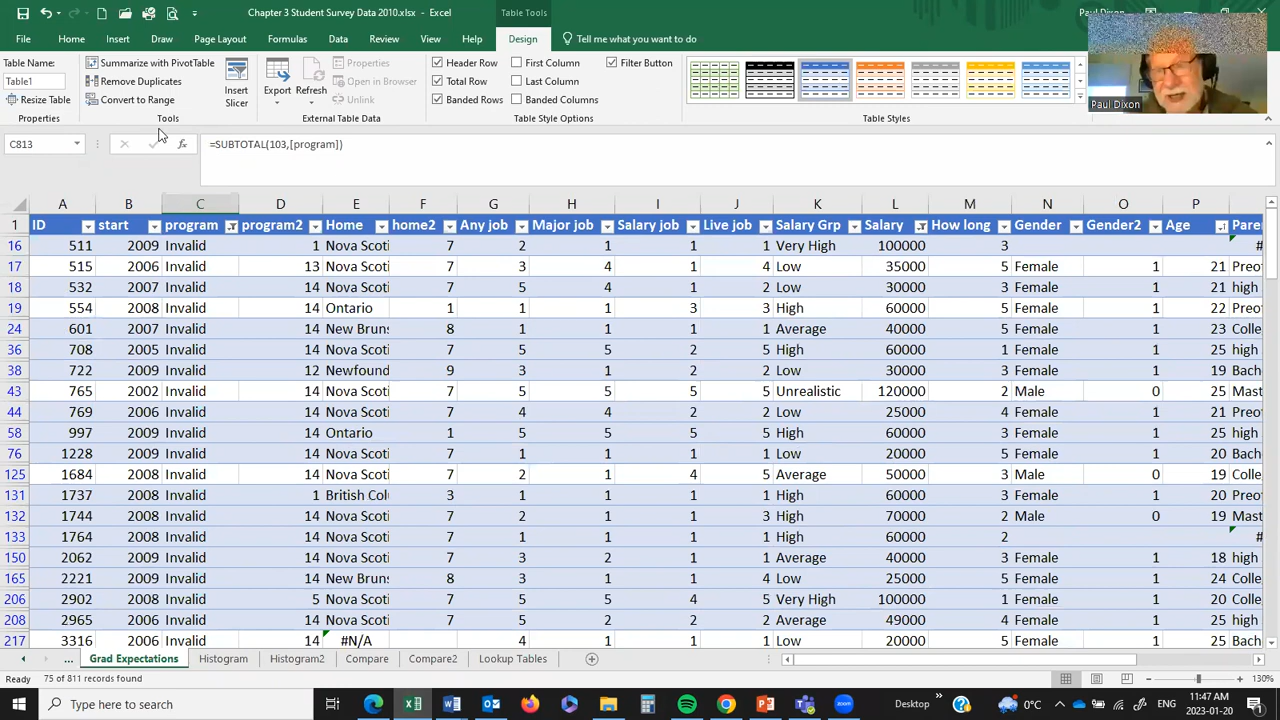 Chapter 3 Student Survey Data 2010.xlsx - Excel
Table Tools
Paul Dixon
File Home Insert Draw Page Layout Formulas Data Review View Help Design Tell me what you want to do
Table Name:
Table1
Resize Table
Properties
Summarize with PivotTable
Remove Duplicates
Convert to Range
Tools
Insert
Slicer
Export
Refresh
Properties
Open in Browser
Unlink
External Table Data
Header Row First Column Filter Button
Total Row Last Column
Banded Rows Banded Columns
Table Style Options
Table Styles
Paul Dixon
C813 fx =SUBTOTAL(103,[program])
A B C D E F G H I J K L M N O P
1 ID start program program2 Home home2 Any job Major job Salary job Live job Salary Grp Salary How long Gender Gender2 Age Parer
16 511 2009 Invalid 1 Nova Scoti 7 2 1 1 1 Very High 100000 3 #
17 515 2006 Invalid 13 Nova Scoti 7 3 4 1 4 Low 35000 5 Female 1 21 Preot
18 532 2007 Invalid 14 Nova Scoti 7 5 4 1 2 Low 30000 3 Female 1 21 high
19 554 2008 Invalid 14 Ontario 1 1 1 3 3 High 60000 5 Female 1 22 Preot
24 601 2007 Invalid 14 New Bruns 8 1 1 1 1 Average 40000 5 Female 1 23 Colle
36 708 2005 Invalid 14 Nova Scoti 7 5 5 2 5 High 60000 1 Female 1 25 high
38 722 2009 Invalid 12 Newfound 9 3 1 2 2 Low 30000 3 Female 1 19 Bach
43 765 2002 Invalid 14 Nova Scoti 7 5 5 5 5 Unrealistic 120000 2 Male 0 25 Mast
44 769 2006 Invalid 14 Nova Scoti 7 4 4 2 2 Low 25000 4 Female 1 25 Preot
58 997 2009 Invalid 14 Ontario 1 5 5 5 5 High 60000 3 Female 1 25 high
76 1228 2009 Invalid 14 Nova Scoti 7 1 1 1 1 Low 20000 5 Female 1 20 Bach
125 1684 2008 Invalid 14 Nova Scoti 7 2 1 4 5 Average 50000 3 Male 0 19 Colle
131 1737 2008 Invalid 1 British Col 3 1 1 1 1 High 60000 3 Female 1 20 Preot
132 1744 2008 Invalid 14 Nova Scoti 7 2 1 1 3 High 70000 2 Male 0 19 Mast
133 1764 2008 Invalid 14 Nova Scoti 7 1 1 1 1 High 60000 2 #
150 2062 2009 Invalid 14 Nova Scoti 7 3 2 1 1 Average 40000 3 Female 1 18 high
165 2221 2009 Invalid 14 New Bruns 8 3 1 1 4 Low 25000 5 Female 1 24 Colle
206 2902 2008 Invalid 5 Nova Scoti 7 5 5 4 5 Very High 100000 1 Female 1 20 Colle
208 2965 2006 Invalid 14 Nova Scoti 7 5 2 2 2 Average 49000 4 Female 1 25 high
217 3316 2006 Invalid 14 #N/A 4 1 1 1 Low 20000 5 Female 1 25 Bach
... Grad Expectations Histogram Histogram2 Compare Compare2 Lookup Tables
75 of 811 records found 130%
Type here to search Desktop » 0°C ENG 11:47 AM
2023-01-20